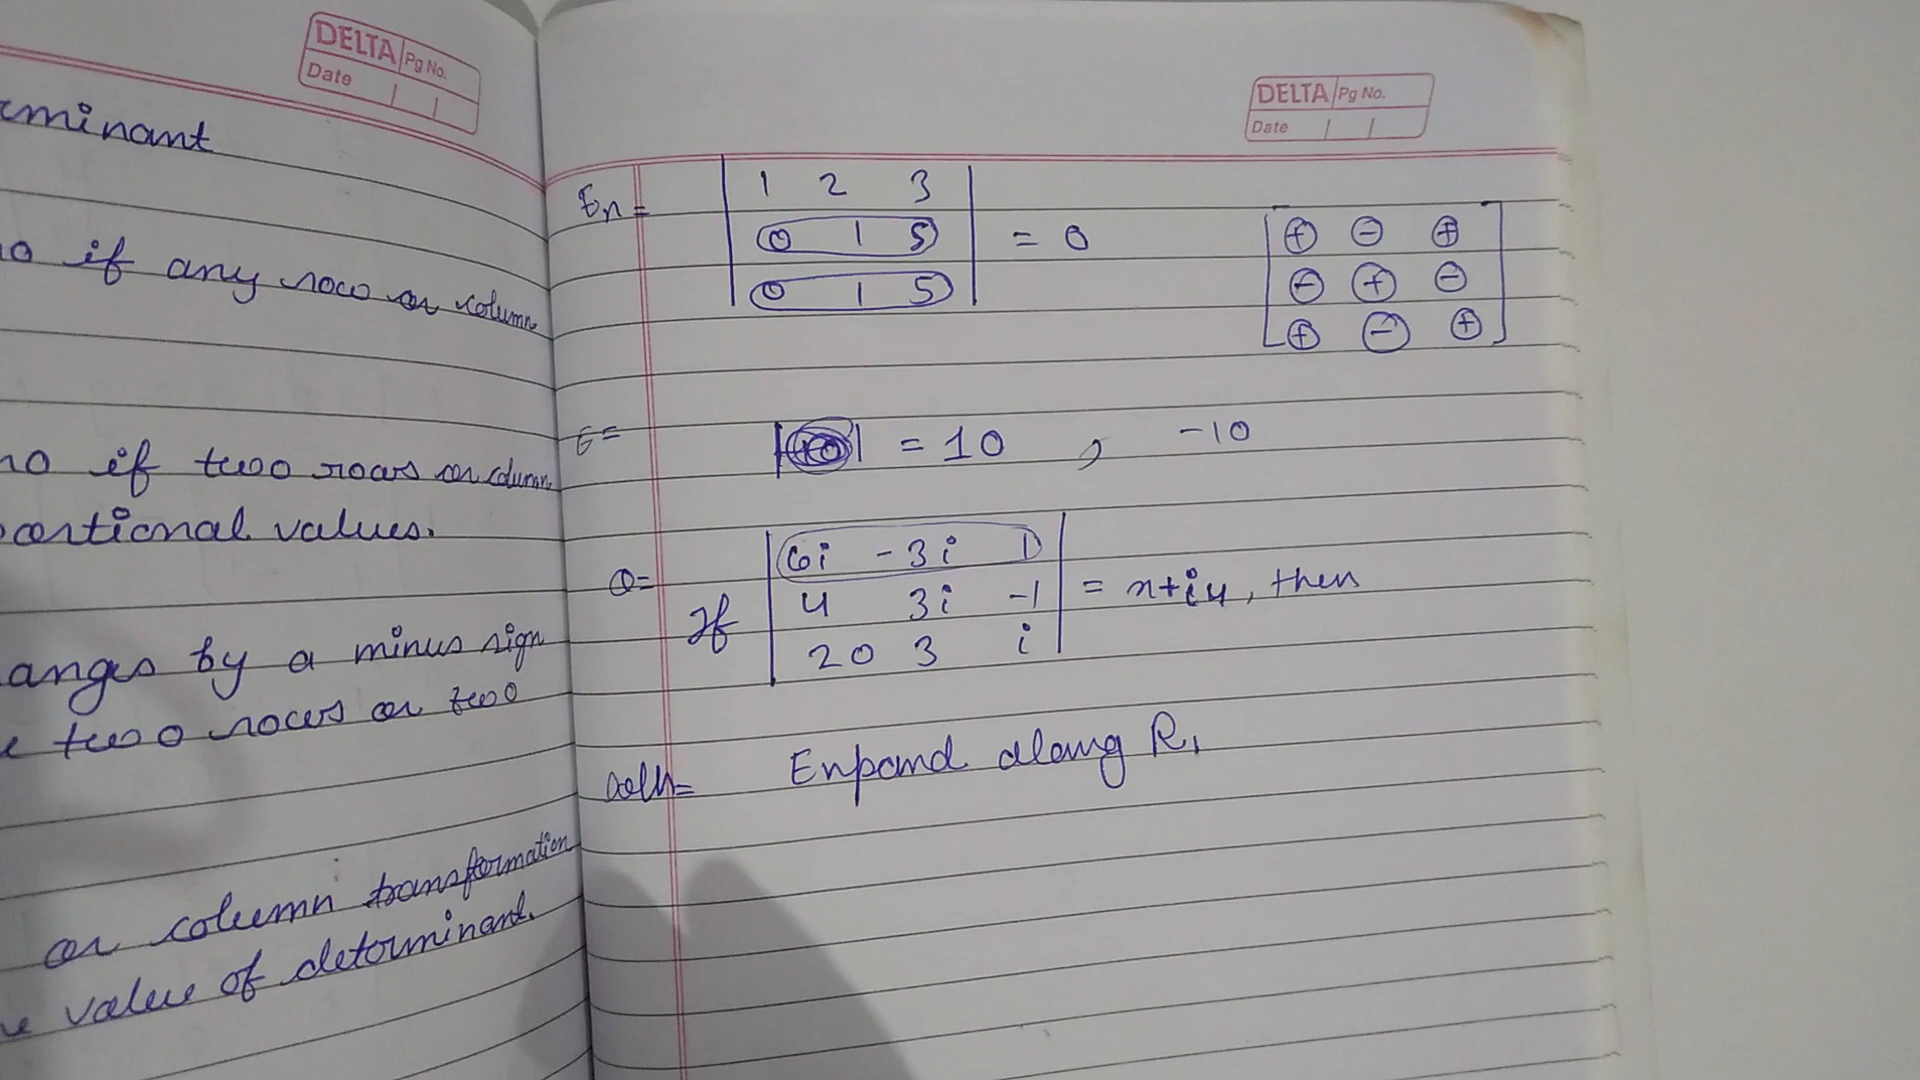 DELTA Pg No.
Date
minant
if any row or column
if two rows or column
values.
by a minus sign
two rows or two
or column transformation
value of determinant.
DELTA Pg No.
Date
Ex=
1 2 3
0 1 5 = 0
0 1 5
+ - +
- + -
+ - +
= 10 , -10
Q=
If
6i -3i 1
4 3i -1 = x+iy, then
20 3 i
Soln= Expand along R₁